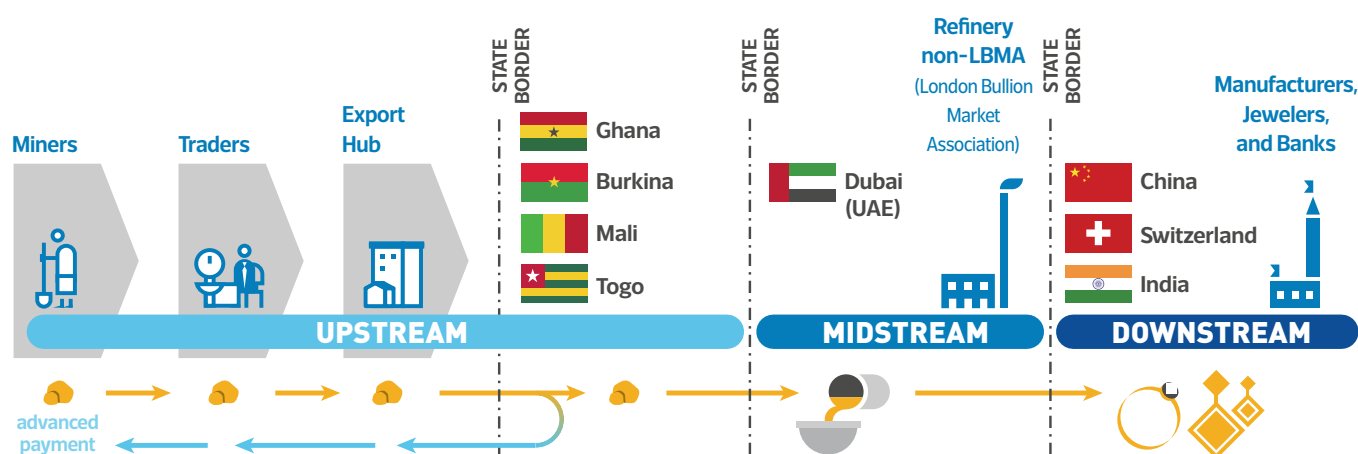 Miners
Traders
Export
Hub
STATE
BORDER
Ghana
Burkina
Mali
Togo
STATE
BORDER
Dubai
(UAE)
Refinery
non-LBMA
(London Bullion
Market
Association)
STATE
BORDER
China
Switzerland
India
Manufacturers,
Jewelers,
and Banks
UPSTREAM
MIDSTREAM
DOWNSTREAM
advanced
payment